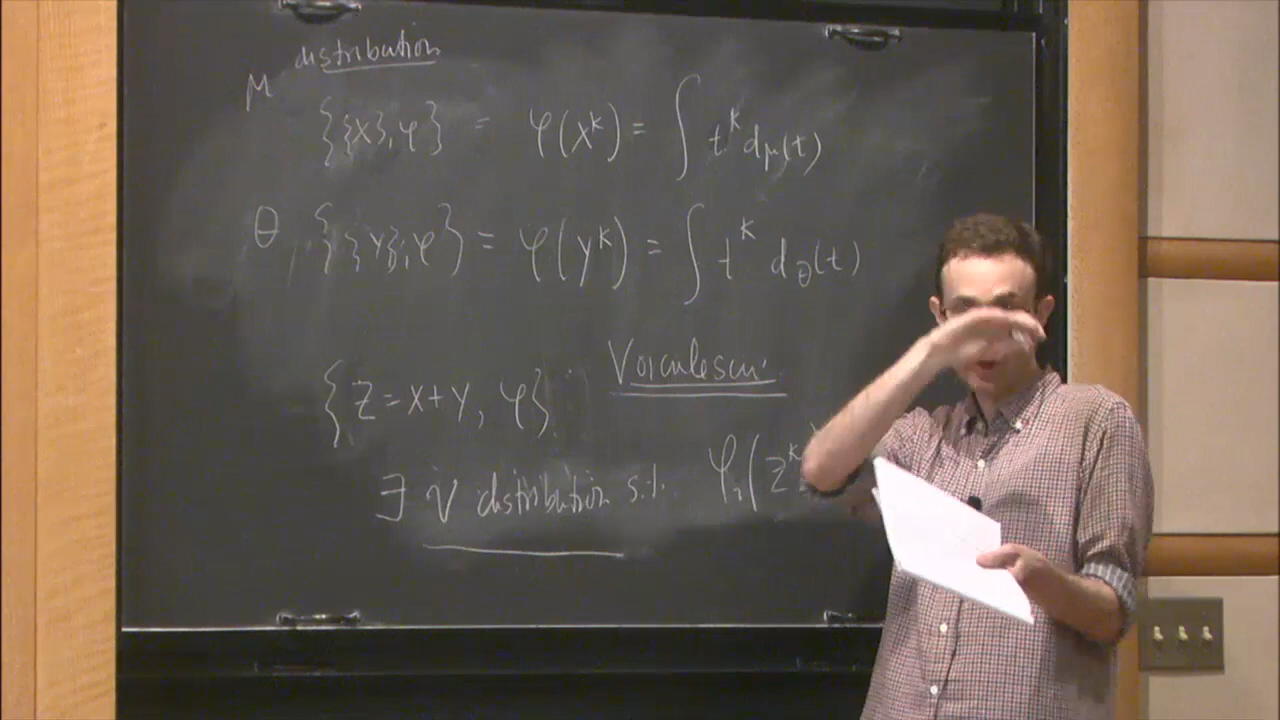 distribution
μ {{X},φ} = φ(X^k) = ∫ t^k dμ(t)
θ, {{Y},φ} = φ(Y^k) = ∫ t^k dθ(t)
Voiculescu:
{Z = X+Y, φ}
∃ ν distribution s.t. φ(Z^k